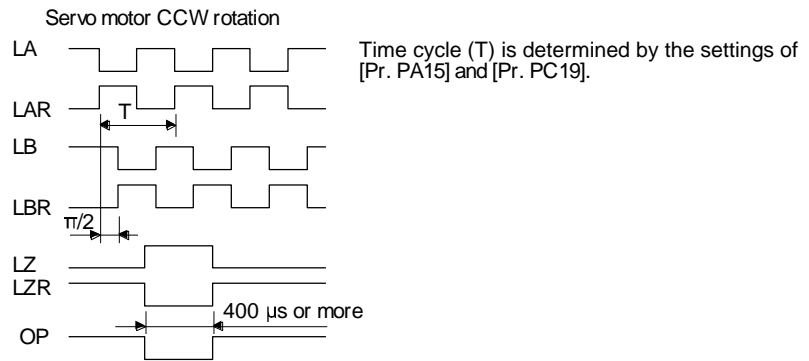 Servo motor CCW rotation
LA
Time cycle (T) is determined by the settings of
[Pr. PA15] and [Pr. PC19].
LAR
T
LB
LBR
π/2
LZ
LZR
400 μs or more
OP